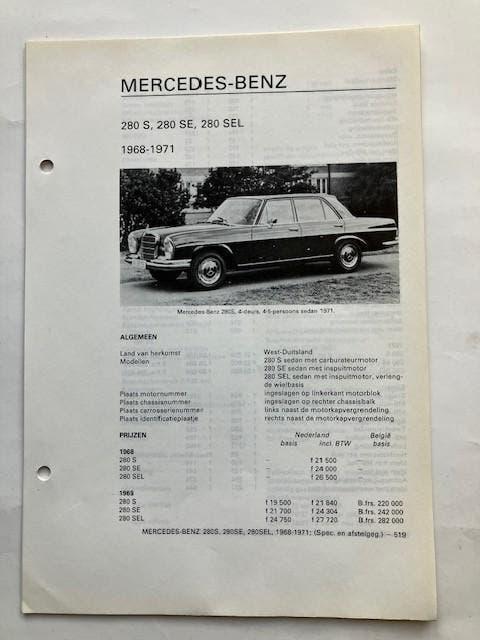 MERCEDES-BENZ
280 S, 280 SE, 280 SEL
1968-1971
Mercedes-Benz 280S, 4-deurs, 4-5-persoons sedan 1971.
ALGEMEEN
Land van herkomst West-Duitsland
Modellen 280 S sedan met carburateurmotor
280 SE sedan met inspuitmotor
280 SEL sedan met inspuitmotor, verleng-
de wielbasis
Plaats motornummer ingeslagen op linkerkant motorblok
Plaats chassisnummer ingeslagen op rechter chassisbalk
Plaats carrosserienummer links naast de motorkapvergrendeling.
Plaats identificatieplaatje rechts naast de motorkapvergrendeling.
PRIJZEN Nederland België
basis incl. BTW basis
1968
280 S – f 21 500 –
280 SE – f 24 000 –
280 SEL – f 26 500 –
1969
280 S f 19 500 f 21 840 B.frs. 220 000
280 SE f 21 700 f 24 304 B.frs. 242 000
280 SEL f 24 750 f 27 720 B.frs. 282 000
MERCEDES-BENZ 280S, 280SE, 280SEL, 1968-1971; (Spec. en afstelgeg.) – 519